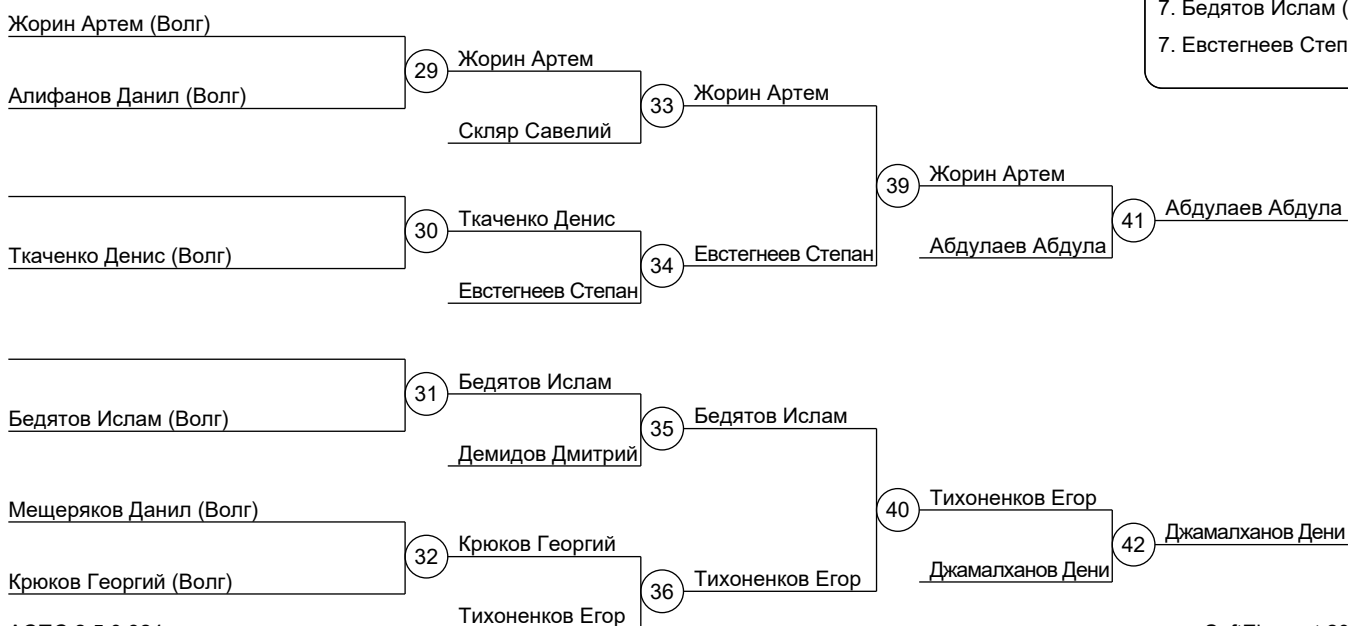 7. Бедятов Ислам (
7. Евстегнеев Степ
Жорин Артем (Волг)
Алифанов Данил (Волг)
29
Жорин Артем
Скляр Савелий
33
Жорин Артем
Ткаченко Денис (Волг)
30
Ткаченко Денис
Евстегнеев Степан
34
Евстегнеев Степан
39
Жорин Артем
Абдулаев Абдула
41
Абдулаев Абдула
Бедятов Ислам (Волг)
31
Бедятов Ислам
Демидов Дмитрий
35
Бедятов Ислам
Мещеряков Данил (Волг)
Крюков Георгий (Волг)
32
Крюков Георгий
Тихоненков Егор
36
Тихоненков Егор
40
Тихоненков Егор
Джамалханов Дени
42
Джамалханов Дени